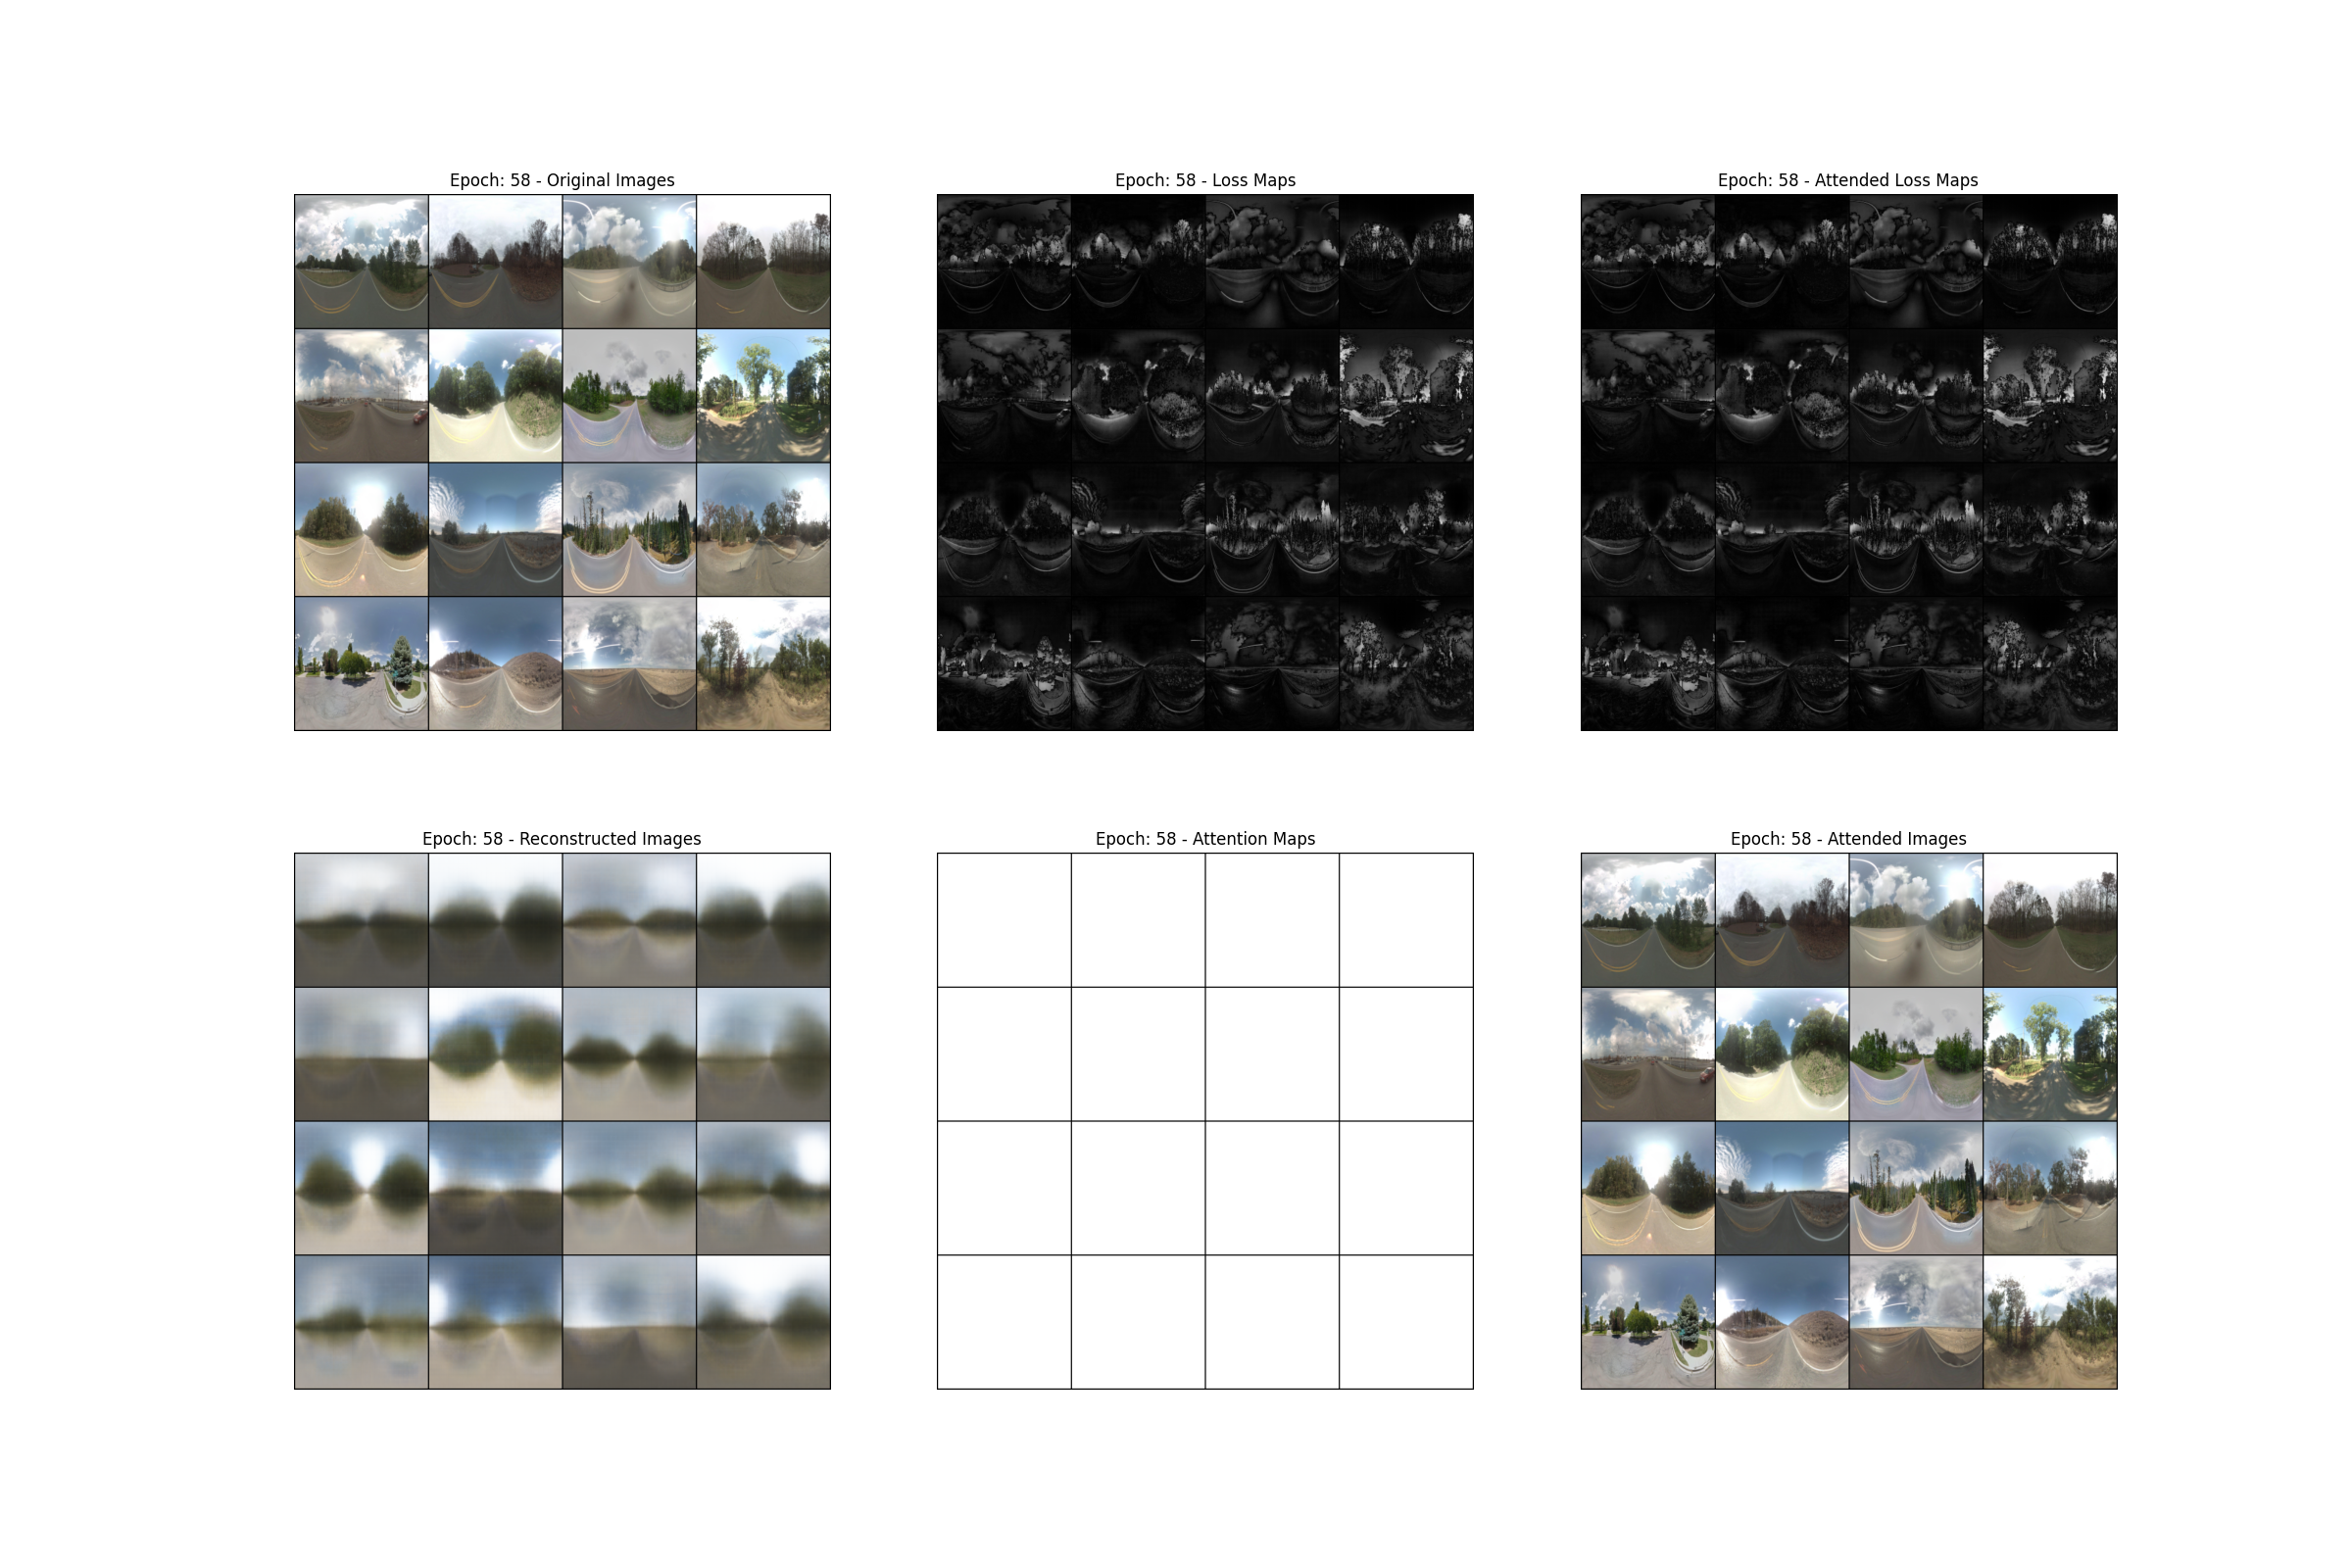 Epoch: 58 - Original Images
Epoch: 58 - Loss Maps
Epoch: 58 - Attended Loss Maps
Epoch: 58 - Reconstructed Images
Epoch: 58 - Attention Maps
Epoch: 58 - Attended Images